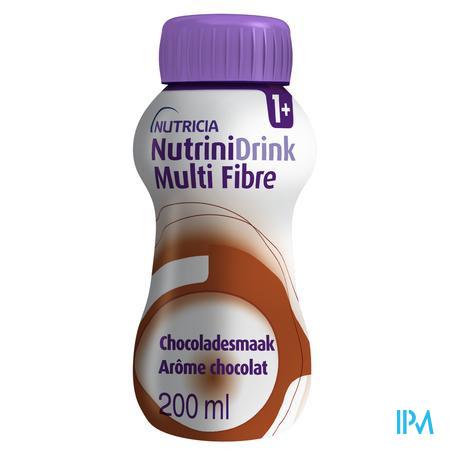 1+
NUTRICIA
NutriniDrink
Multi Fibre
Chocoladesmaak
Arôme chocolat
200 ml
IPM